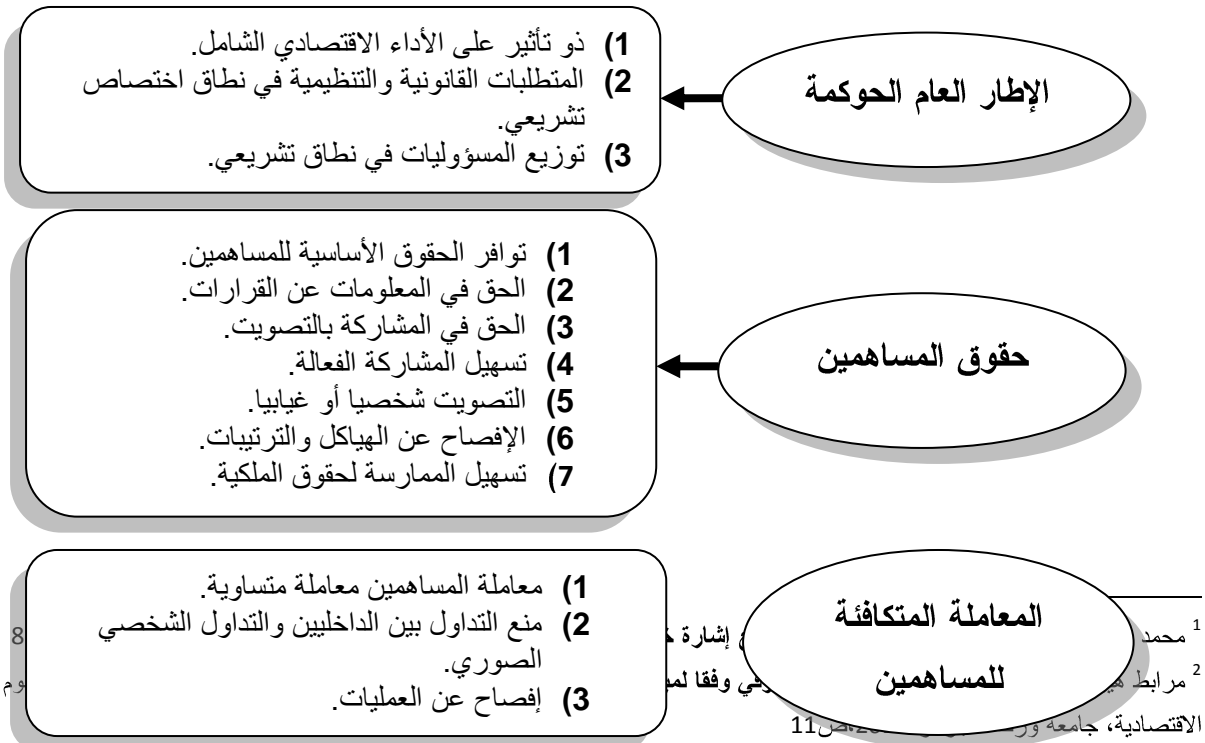 الإطار العام الحوكمة
1) ذو تأثير على الأداء الاقتصادي الشامل.
2) المتطلبات القانونية والتنظيمية في نطاق اختصاص
تشريعي.
3) توزيع المسؤوليات في نطاق تشريعي.
حقوق المساهمين
1) توافر الحقوق الأساسية للمساهمين.
2) الحق في المعلومات عن القرارات.
3) الحق في المشاركة بالتصويت.
4) تسهيل المشاركة الفعالة.
5) التصويت شخصيا أو غيابيا.
6) الإفصاح عن الهياكل والترتيبات.
7) تسهيل الممارسة لحقوق الملكية.
المعاملة المتكافئة
للمساهمين
1) معاملة المساهمين معاملة متساوية.
2) منع التداول بين الداخليين والتداول الشخصي
الصوري.
3) إفصاح عن العمليات.
1 محمد إشارة 8
2 مرابط وفقا
الاقتصادية، جامعة ص11